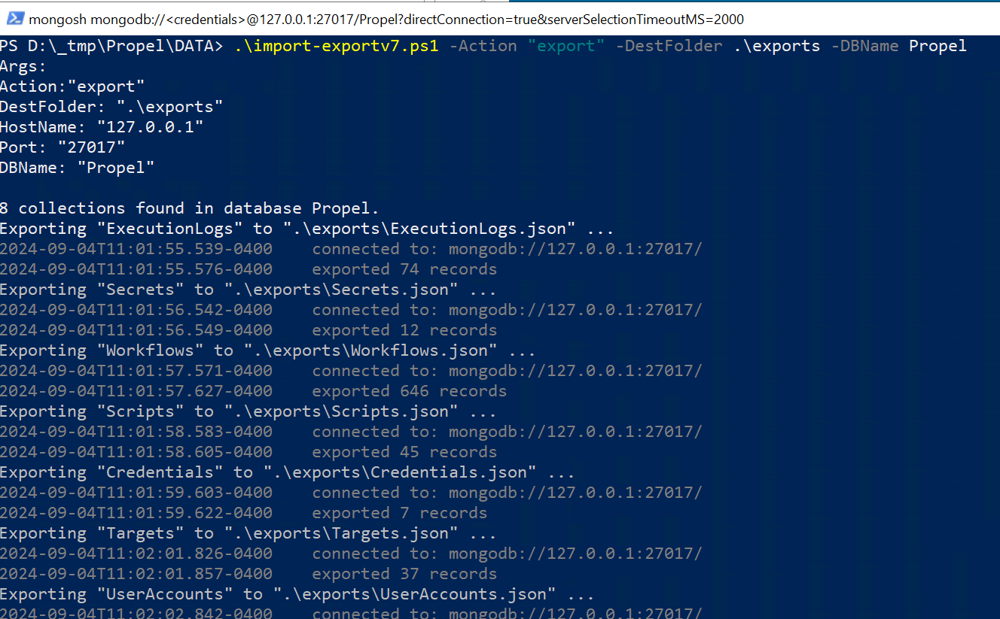 mongosh mongodb://<credentials>@127.0.0.1:27017/Propel?directConnection=true&serverSelectionTimeoutMS=2000
PS D:\_tmp\Propel\DATA> .\import-exportv7.ps1 -Action "export" -DestFolder .\exports -DBName Propel
Args:
Action:"export"
DestFolder: ".\exports"
HostName: "127.0.0.1"
Port: "27017"
DBName: "Propel"
8 collections found in database Propel.
Exporting "ExecutionLogs" to ".\exports\ExecutionLogs.json" ...
2024-09-04T11:01:55.539-0400    connected to: mongodb://127.0.0.1:27017/
2024-09-04T11:01:55.576-0400    exported 74 records
Exporting "Secrets" to ".\exports\Secrets.json" ...
2024-09-04T11:01:56.542-0400    connected to: mongodb://127.0.0.1:27017/
2024-09-04T11:01:56.549-0400    exported 12 records
Exporting "Workflows" to ".\exports\Workflows.json" ...
2024-09-04T11:01:57.571-0400    connected to: mongodb://127.0.0.1:27017/
2024-09-04T11:01:57.627-0400    exported 646 records
Exporting "Scripts" to ".\exports\Scripts.json" ...
2024-09-04T11:01:58.583-0400    connected to: mongodb://127.0.0.1:27017/
2024-09-04T11:01:58.605-0400    exported 45 records
Exporting "Credentials" to ".\exports\Credentials.json" ...
2024-09-04T11:01:59.603-0400    connected to: mongodb://127.0.0.1:27017/
2024-09-04T11:01:59.622-0400    exported 7 records
Exporting "Targets" to ".\exports\Targets.json" ...
2024-09-04T11:02:01.826-0400    connected to: mongodb://127.0.0.1:27017/
2024-09-04T11:02:01.857-0400    exported 37 records
Exporting "UserAccounts" to ".\exports\UserAccounts.json" ...
2024-09-04T11:02:02.842-0400    connected to: mongodb://127.0.0.1:27017/